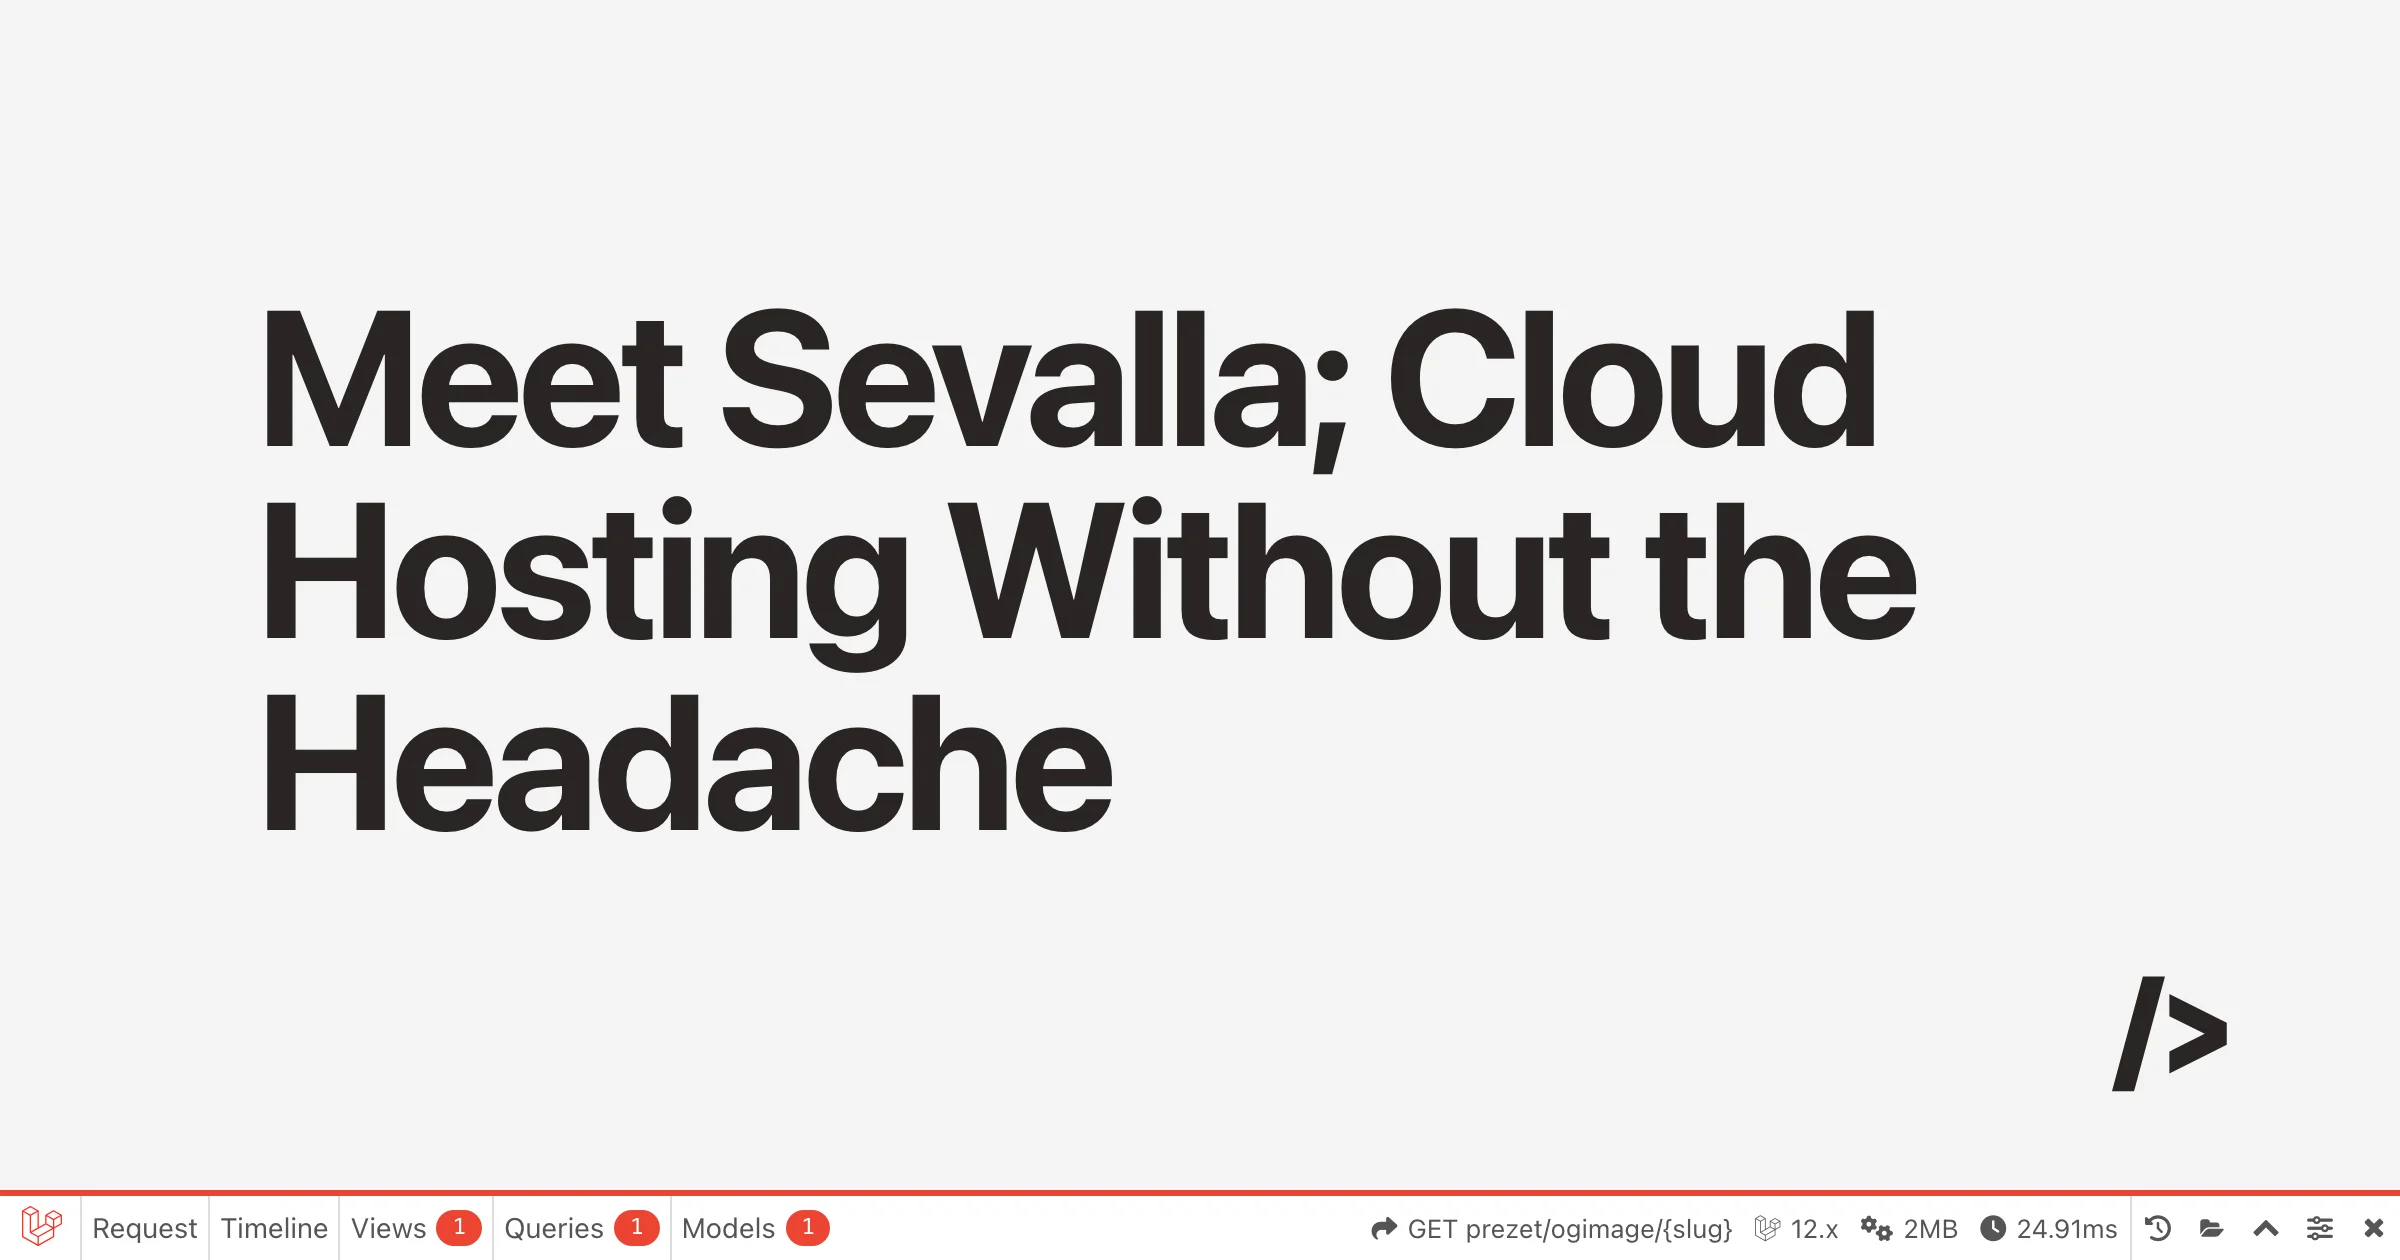 Meet Sevalla; Cloud
Hosting Without the
Headache
/>
Request Timeline Views 1 Queries 1 Models 1 GET prezet/ogimage/{slug} 12.x 2MB 24.91ms